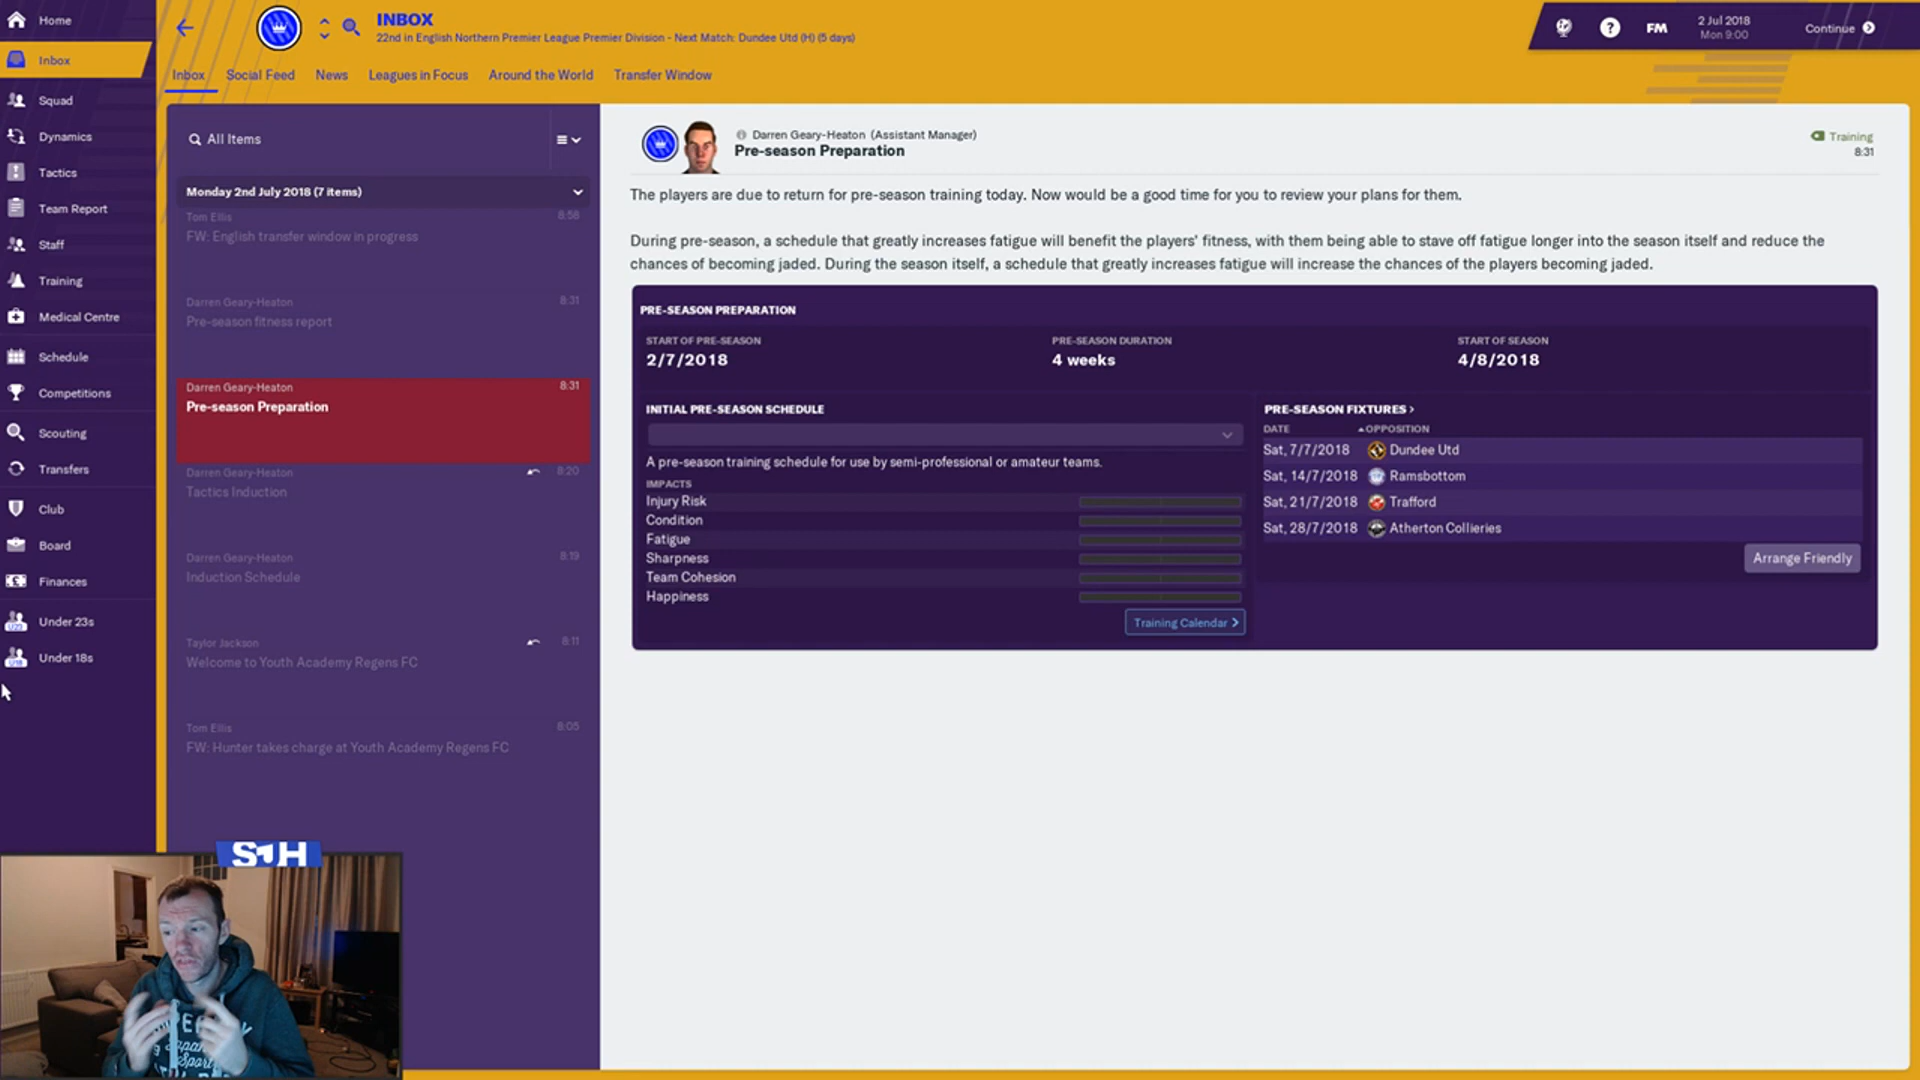 Home
Inbox
Squad
Dynamics
Tactics
Team Report
Staff
Training
Medical Centre
Schedule
Competitions
Scouting
Transfers
Club
Board
Finances
Under 23s
Under 18s
INBOX
22nd in English Northern Premier League Premier Division - Next Match: Dundee Utd (H) (5 days)
Inbox Social Feed News Leagues in Focus Around the World Transfer Window
FM
2 Jul 2018
Mon 9:00
Continue
All Items
Monday 2nd July 2018 (7 items)
Tom Ellis 8:58
FW: English transfer window in progress
Darren Geary-Heaton 8:31
Pre-season fitness report
Darren Geary-Heaton 8:31
Pre-season Preparation
Darren Geary-Heaton 8:20
Tactics Induction
Darren Geary-Heaton 8:19
Induction Schedule
Taylor Jackson 8:11
Welcome to Youth Academy Regens FC
Tom Ellis 8:05
FW: Hunter takes charge at Youth Academy Regens FC
Darren Geary-Heaton (Assistant Manager)
Pre-season Preparation
Training
8:31
The players are due to return for pre-season training today. Now would be a good time for you to review your plans for them.
During pre-season, a schedule that greatly increases fatigue will benefit the players' fitness, with them being able to stave off fatigue longer into the season itself and reduce the
chances of becoming jaded. During the season itself, a schedule that greatly increases fatigue will increase the chances of the players becoming jaded.
PRE-SEASON PREPARATION
START OF PRE-SEASON PRE-SEASON DURATION START OF SEASON
2/7/2018 4 weeks 4/8/2018
INITIAL PRE-SEASON SCHEDULE
A pre-season training schedule for use by semi-professional or amateur teams.
IMPACTS
Injury Risk
Condition
Fatigue
Sharpness
Team Cohesion
Happiness
Training Calendar
PRE-SEASON FIXTURES
DATE OPPOSITION
Sat, 7/7/2018 Dundee Utd
Sat, 14/7/2018 Ramsbottom
Sat, 21/7/2018 Trafford
Sat, 28/7/2018 Atherton Collieries
Arrange Friendly
SJH